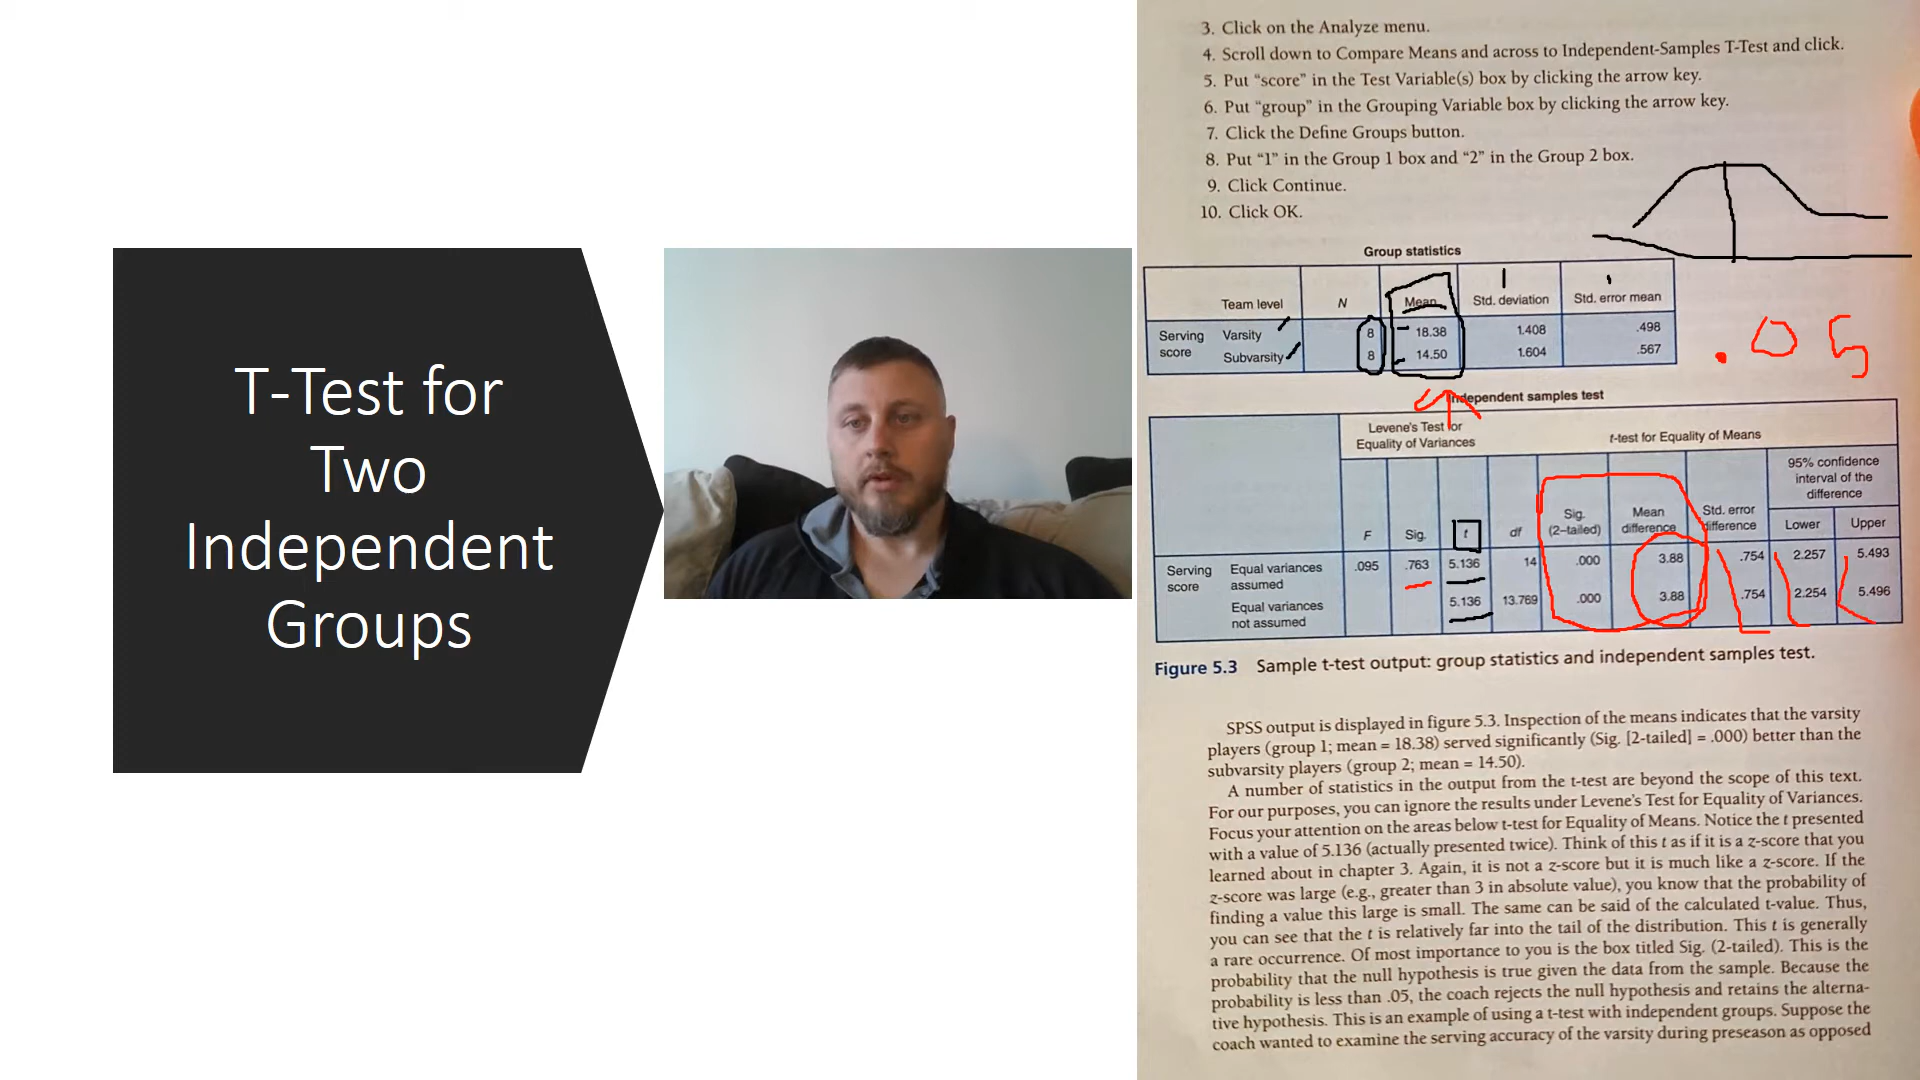 T-Test for
Two
Independent
Groups
3. Click on the Analyze menu.
4. Scroll down to Compare Means and across to Independent-Samples T-Test and click.
5. Put “score” in the Test Variable(s) box by clicking the arrow key.
6. Put “group” in the Grouping Variable box by clicking the arrow key.
7. Click the Define Groups button.
8. Put “1” in the Group 1 box and “2” in the Group 2 box.
9. Click Continue.
10. Click OK.
Group statistics
Team level N Mean Std. deviation Std. error mean
Serving score Varsity 8 18.38 1.408 .498
Subvarsity 8 14.50 1.604 .567
.05
Independent samples test
Levene's Test for Equality of Variances
t-test for Equality of Means
95% confidence interval of the difference
F Sig. t df Sig. (2–tailed) Mean difference Std. error difference Lower Upper
Serving score Equal variances assumed .095 .763 5.136 14 .000 3.88 .754 2.257 5.493
Equal variances not assumed 5.136 13.769 .000 3.88 .754 2.254 5.496
Figure 5.3 Sample t-test output: group statistics and independent samples test.
SPSS output is displayed in figure 5.3. Inspection of the means indicates that the varsity
players (group 1; mean = 18.38) served significantly (Sig. [2-tailed] = .000) better than the
subvarsity players (group 2; mean = 14.50).
A number of statistics in the output from the t-test are beyond the scope of this text.
For our purposes, you can ignore the results under Levene's Test for Equality of Variances.
Focus your attention on the areas below t-test for Equality of Means. Notice the t presented
with a value of 5.136 (actually presented twice). Think of this t as if it is a z-score that you
learned about in chapter 3. Again, it is not a z-score but it is much like a z-score. If the
z-score was large (e.g., greater than 3 in absolute value), you know that the probability of
finding a value this large is small. The same can be said of the calculated t-value. Thus,
you can see that the t is relatively far into the tail of the distribution. This t is generally
a rare occurrence. Of most importance to you is the box titled Sig. (2-tailed). This is the
probability that the null hypothesis is true given the data from the sample. Because the
probability is less than .05, the coach rejects the null hypothesis and retains the alterna-
tive hypothesis. This is an example of using a t-test with independent groups. Suppose the
coach wanted to examine the serving accuracy of the varsity during preseason as opposed